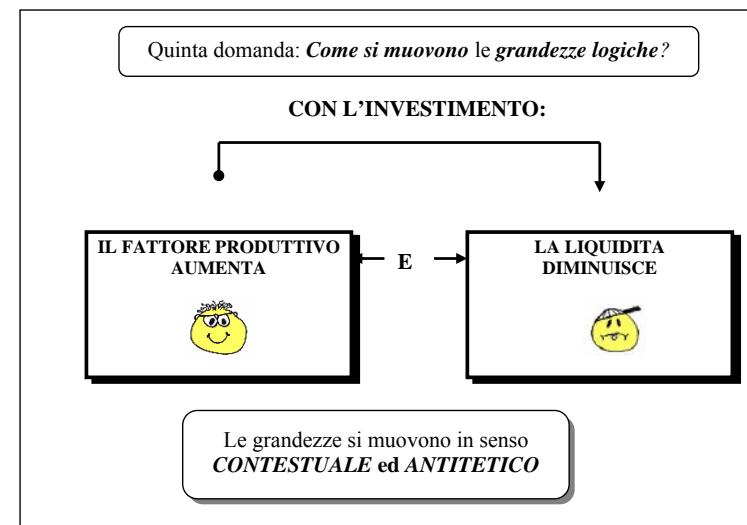 Quinta domanda: Come si muovono le grandezze logiche?
CON L'INVESTIMENTO:
IL FATTORE PRODUTTIVO
AUMENTA
E
LA LIQUIDITA
DIMINUISCE
Le grandezze si muovono in senso
CONTESTUALE ed ANTITETICO